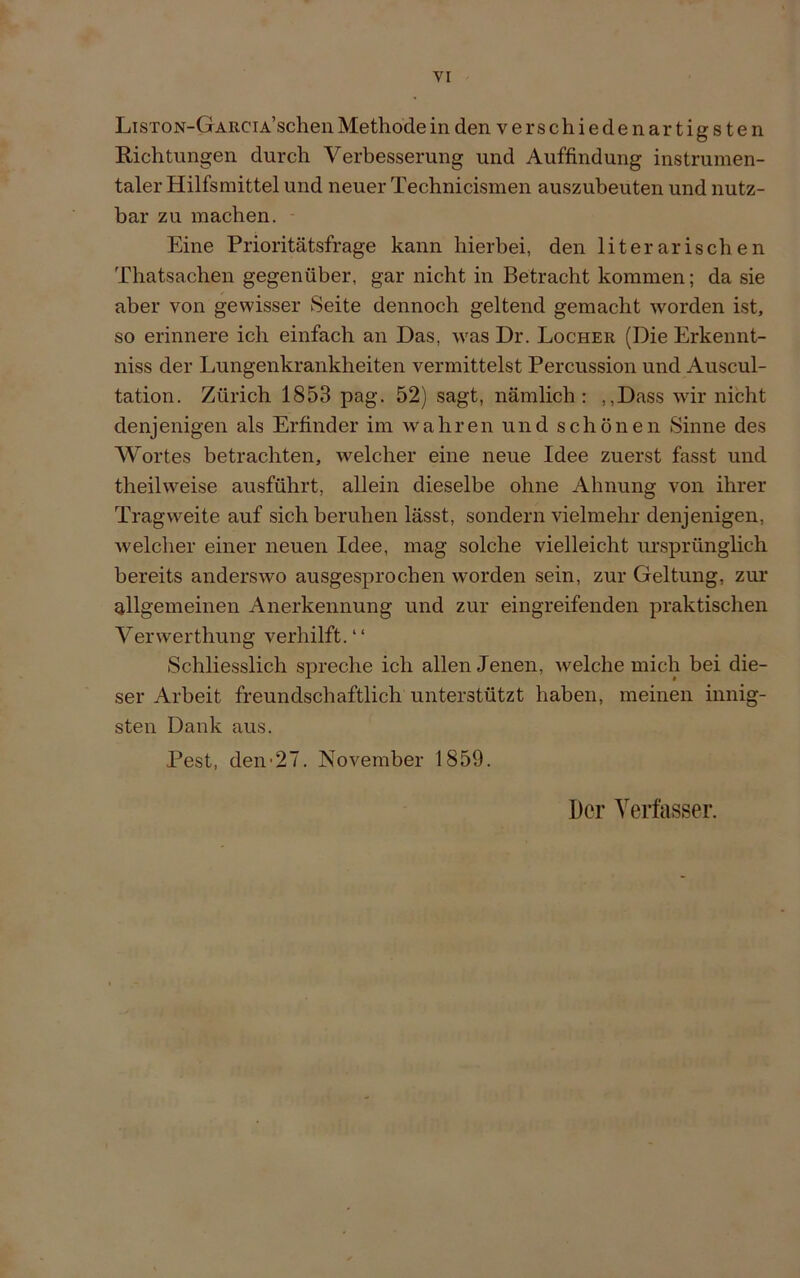 VI
LISTON-GARCIA’schen Methode in den verschiedenartigsten
Richtungen durch Verbesserung und Auffindung instrumen-
taler Hilfsmittel und neuer Technicismen auszubeuten und nutz-
bar zu machen.
Eine Prioritätsfrage kann hierbei, den literarischen
Thatsachen gegenüber, gar nicht in Betracht kommen; da sie
aber von gewisser Seite dennoch geltend gemacht worden ist,
so erinnere ich einfach an Das, was Dr. LOCHER (Die Erkennt-
niss der Lungenkrankheiten vermittelst Percussion und Auscul-
tation. Zürich 1853 pag. 52) sagt, nämlich: ,,Dass wir nicht
denjenigen als Erfinder im wahren und schönen Sinne des
Wortes betrachten, welcher eine neue Idee zuerst fasst und
theilweise ausführt, allein dieselbe ohne Ahnung von ihrer
Tragweite auf sich beruhen lässt, sondern vielmehr denjenigen,
welcher einer neuen Idee, mag solche vielleicht ursprünglich
bereits anderswo ausgesprochen worden sein, zur Geltung, zur
allgemeinen Anerkennung und zur eingreifenden praktischen
Verwerthung verhilft.‘‘
Schliesslich spreche ich allen Jenen, welche mich bei die-
ser Arbeit freundschaftlich unterstützt haben, meinen innig-
sten Dank aus.
Pest, den 27. November 1859.
Der Verfasser.